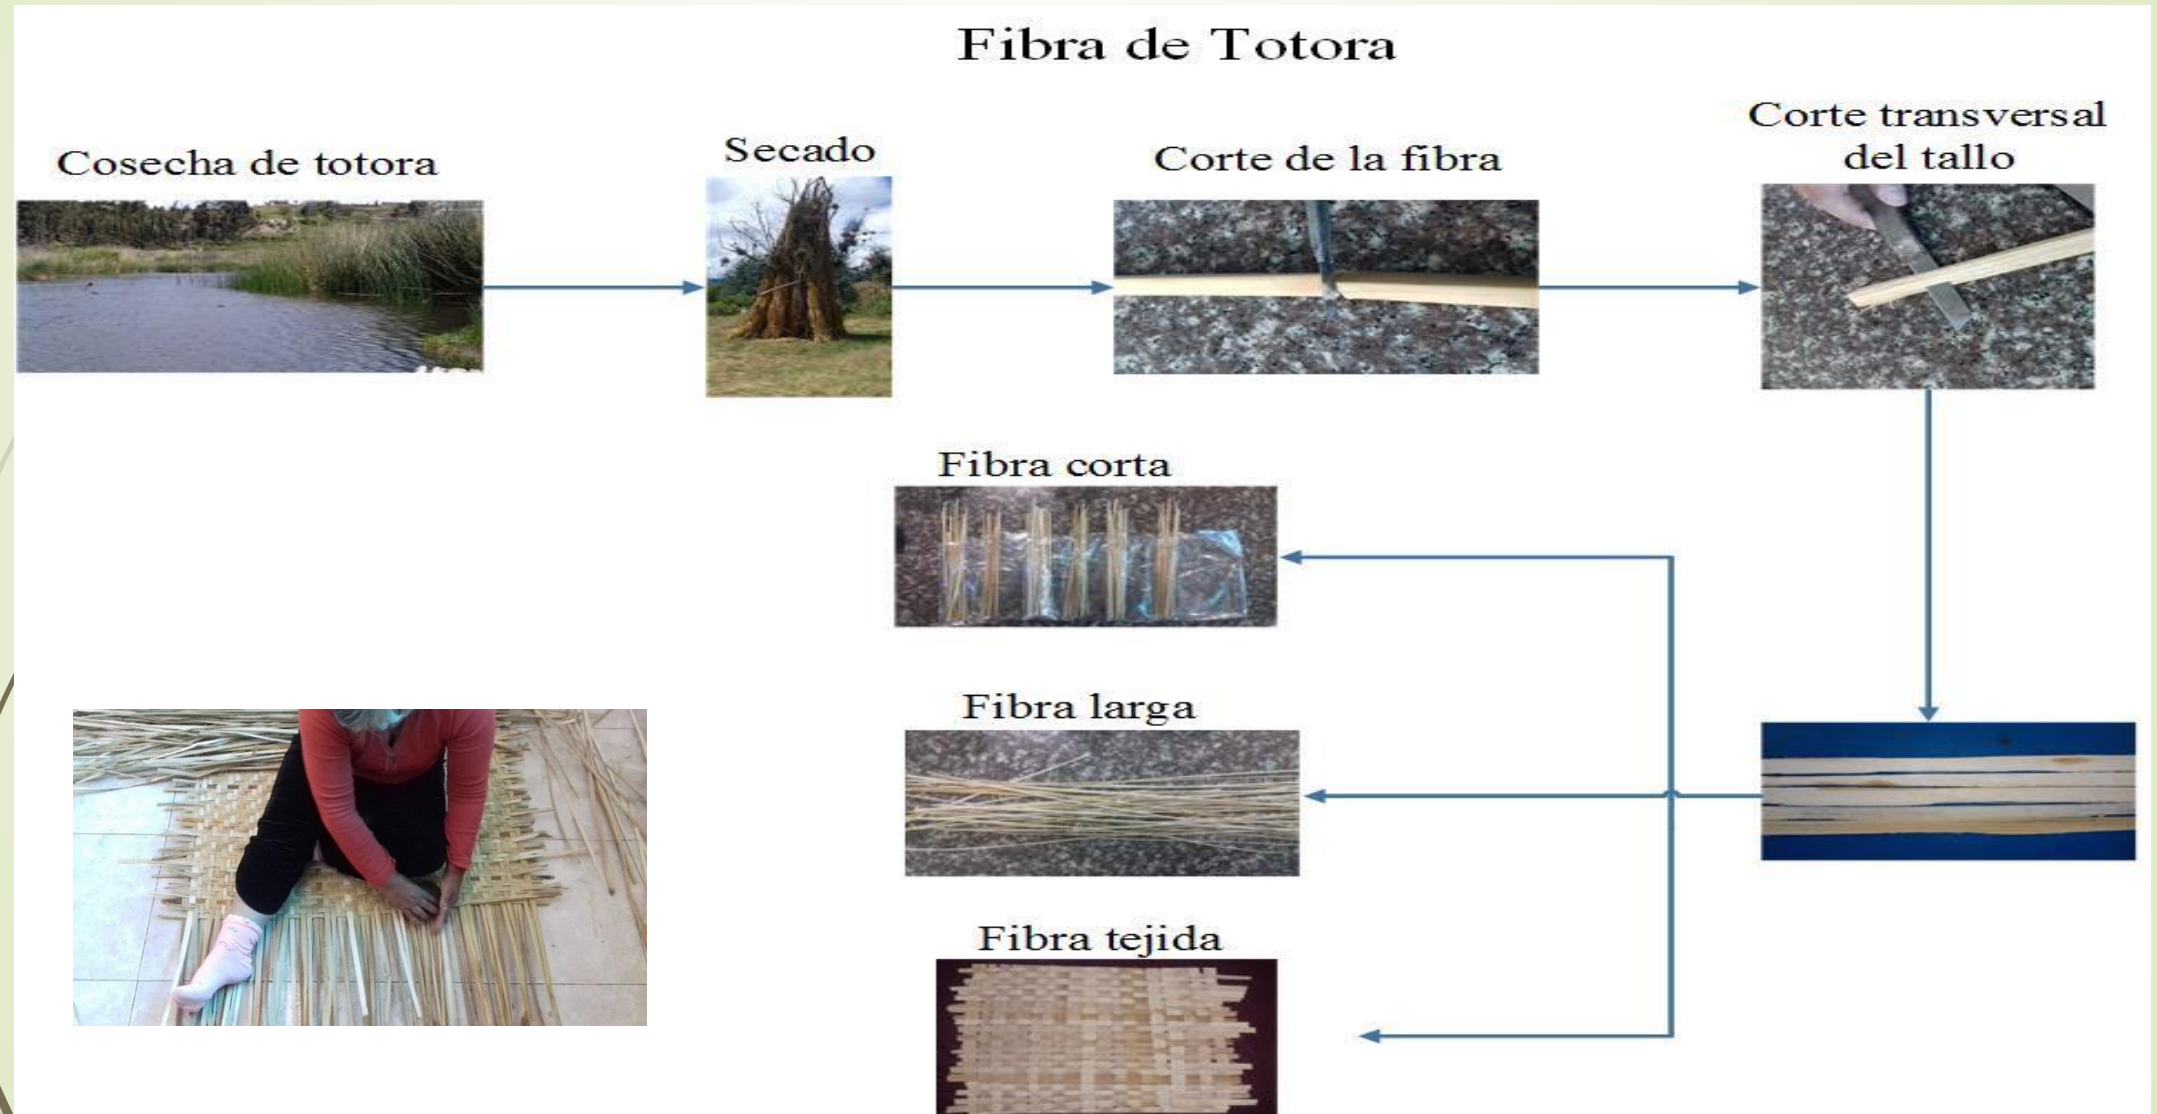 Fibra de Totora
Cosecha de totora
Secado
Corte de la fibra
Corte transversal
del tallo
Fibra corta
Fibra larga
Fibra tejida